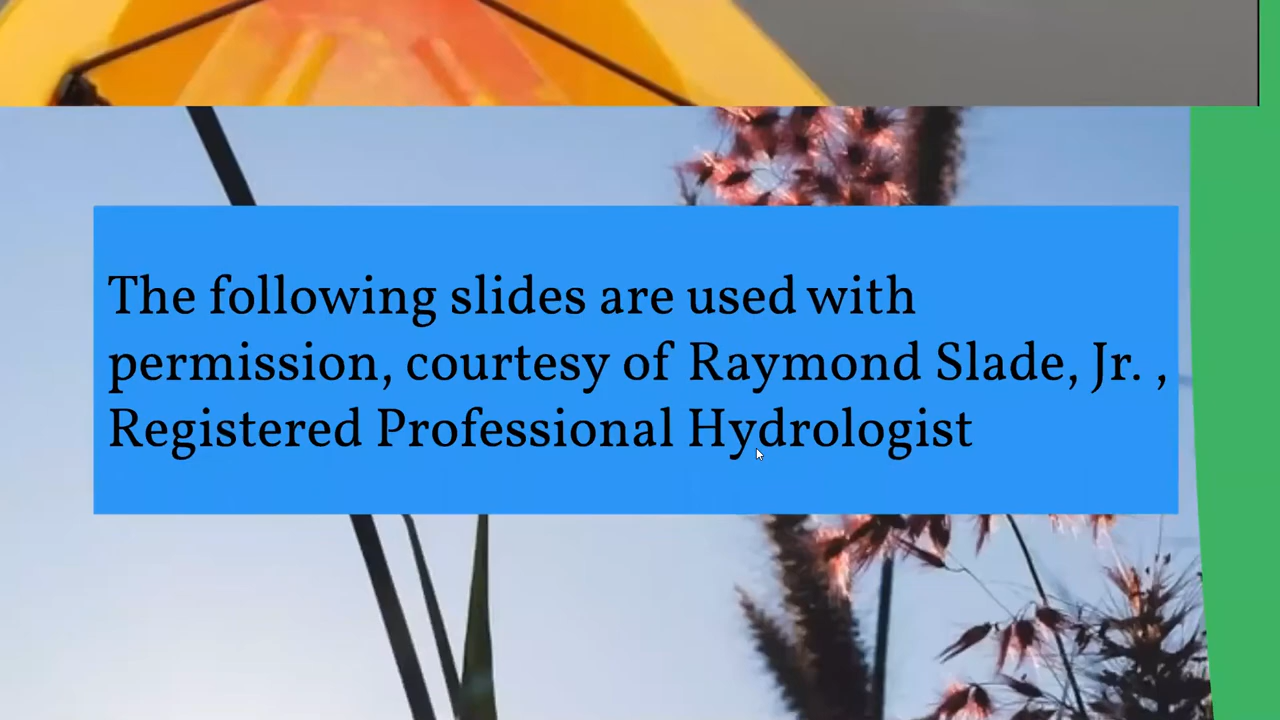 The following slides are used with
permission, courtesy of Raymond Slade, Jr. ,
Registered Professional Hydrologist